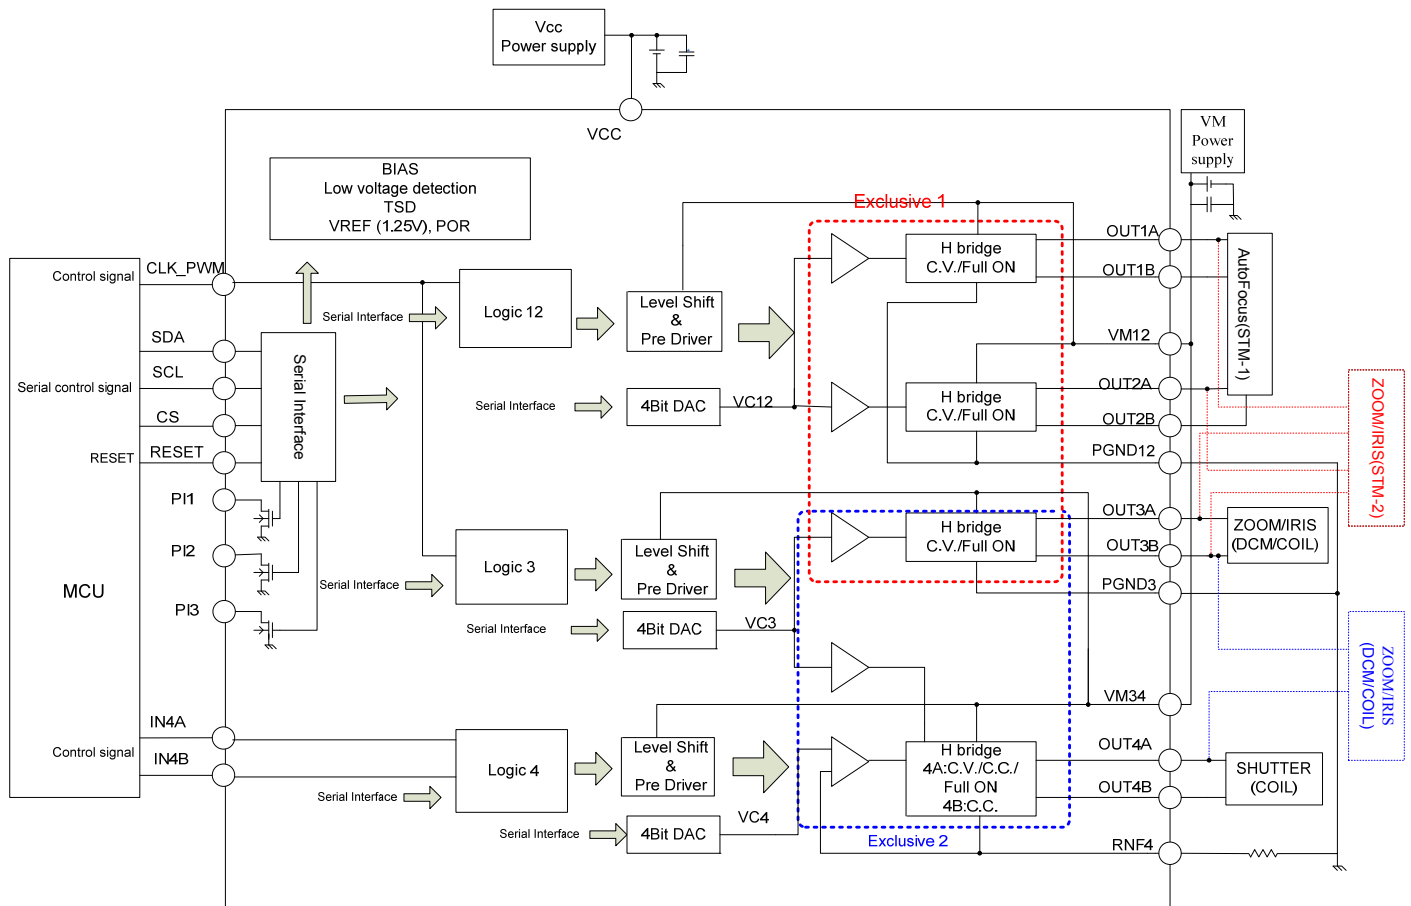 Vcc
Power supply
VCC
VM
Power
supply
BIAS
Low voltage detection
TSD
VREF (1.25V), POR
Exclusive 1
Control signal
CLK_PWM
Serial Interface
Logic 12
Level Shift
&
Pre Driver
H bridge
C.V./Full ON
OUT1A
OUT1B
AutoFocus(STM-1)
SDA
Serial control signal
SCL
CS
RESET
RESET
Serial Interface
Serial Interface
4Bit DAC
VC12
H bridge
C.V./Full ON
VM12
OUT2A
OUT2B
PGND12
ZOOM/IRIS(STM-2)
PI1
PI2
PI3
MCU
Serial Interface
Logic 3
Level Shift
&
Pre Driver
H bridge
C.V./Full ON
OUT3A
OUT3B
PGND3
ZOOM/IRIS
(DCM/COIL)
Serial Interface
4Bit DAC
VC3
ZOOM/IRIS
(DCM/COIL)
VM34
IN4A
Control signal
IN4B
Serial Interface
Logic 4
Level Shift
&
Pre Driver
H bridge
4A:C.V./C.C./
Full ON
4B:C.C.
OUT4A
OUT4B
SHUTTER
(COIL)
Serial Interface
4Bit DAC
VC4
Exclusive 2
RNF4